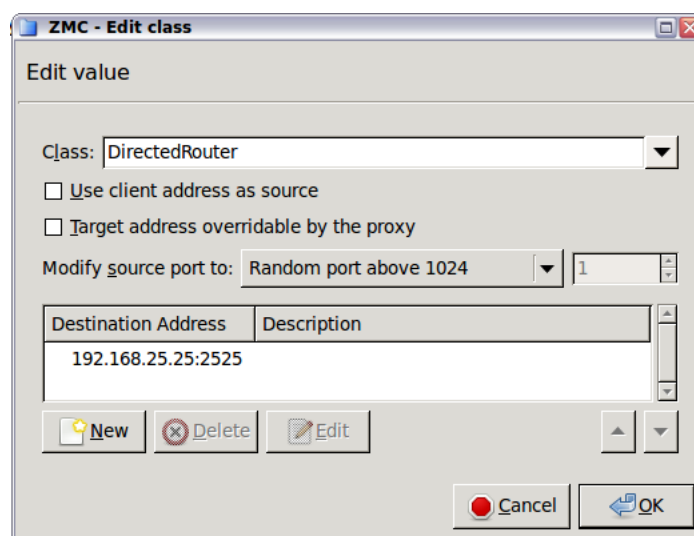 ZMC - Edit class
Edit value
Class: DirectedRouter
Use client address as source
Target address overridable by the proxy
Modify source port to: Random port above 1024 1
Destination Address Description
192.168.25.25:2525
New Delete Edit
Cancel OK